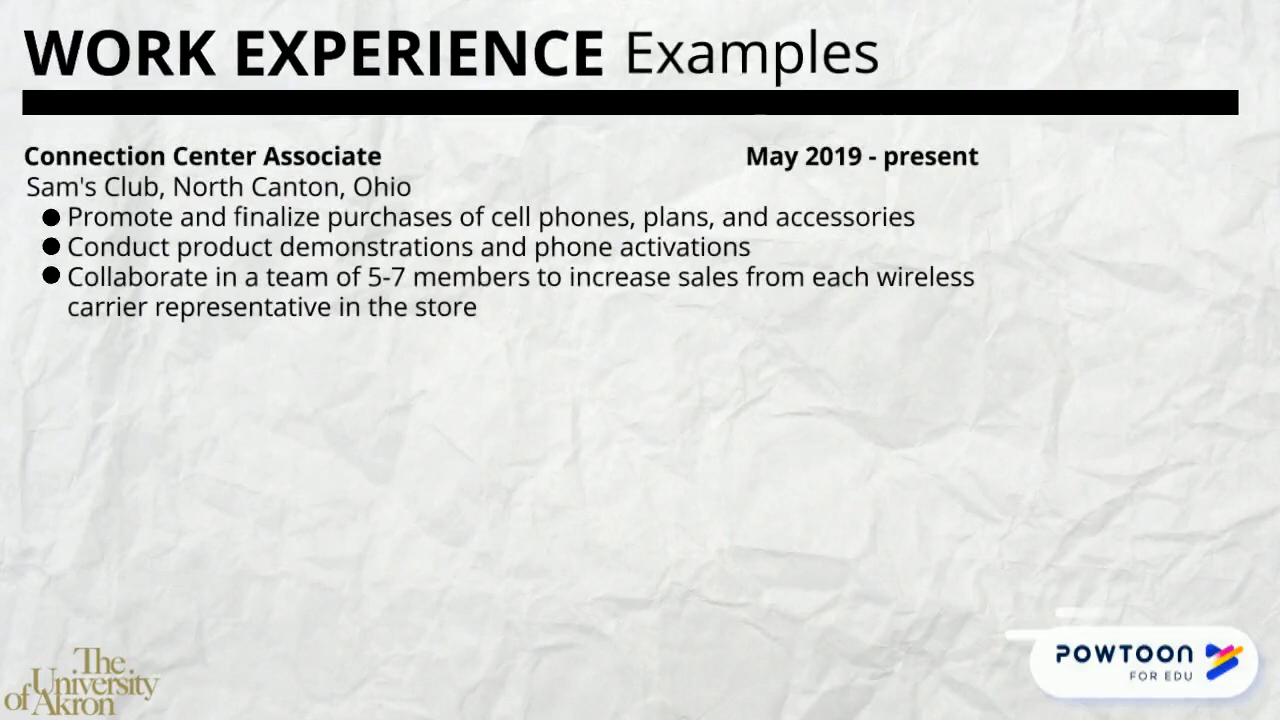 WORK EXPERIENCE Examples
Connection Center Associate May 2019 - present
Sam's Club, North Canton, Ohio
● Promote and finalize purchases of cell phones, plans, and accessories
● Conduct product demonstrations and phone activations
● Collaborate in a team of 5-7 members to increase sales from each wireless
carrier representative in the store
The
University
of Akron
POWTOON
FOR EDU